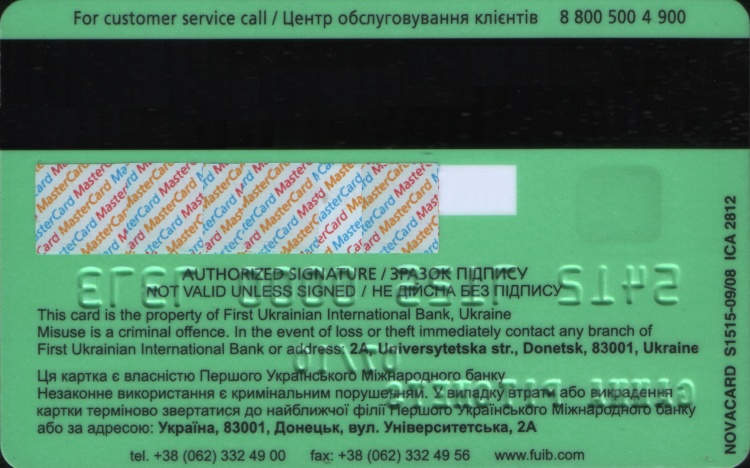 For customer service call / Центр обслуговування клієнтів 8 800 500 4 900
MasterCard MasterCard MasterCard
AUTHORIZED SIGNATURE / ЗРАЗОК ПІДПИСУ
NOT VALID UNLESS SIGNED / НЕ ДІЙСНА БЕЗ ПІДПИСУ
This card is the property of First Ukrainian International Bank, Ukraine
Misuse is a criminal offence. In the event of loss or theft immediately contact any branch of
First Ukrainian International Bank or address: 2A, Universytetska str., Donetsk, 83001, Ukraine
Ця картка є власністю Першого Українського Міжнародного банку
Незаконне використання є кримінальним порушенням. У випадку втрати або викрадення
картки терміново звертатися до найближчої філії Першого Українського Міжнародного банку
або за адресою: Україна, 83001, Донецьк, вул. Університетська, 2А
tel. +38 (062) 332 49 00 fax: +38 (062) 332 49 56 www.fuib.com
NOVACARD S1515-09/08 ICA 2812